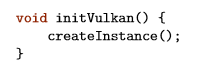 void initVulkan() {
    createInstance();
}